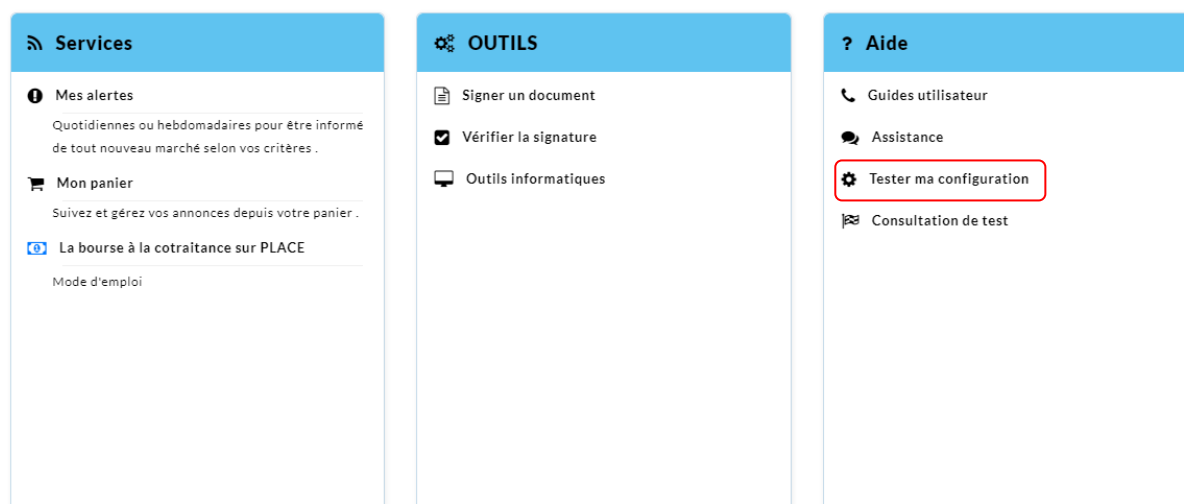 Services
Mes alertes
Quotidiennes ou hebdomadaires pour être informé
de tout nouveau marché selon vos critères .
Mon panier
Suivez et gérez vos annonces depuis votre panier .
La bourse à la cotraitance sur PLACE
Mode d'emploi
OUTILS
Signer un document
Vérifier la signature
Outils informatiques
? Aide
Guides utilisateur
Assistance
Tester ma configuration
Consultation de test